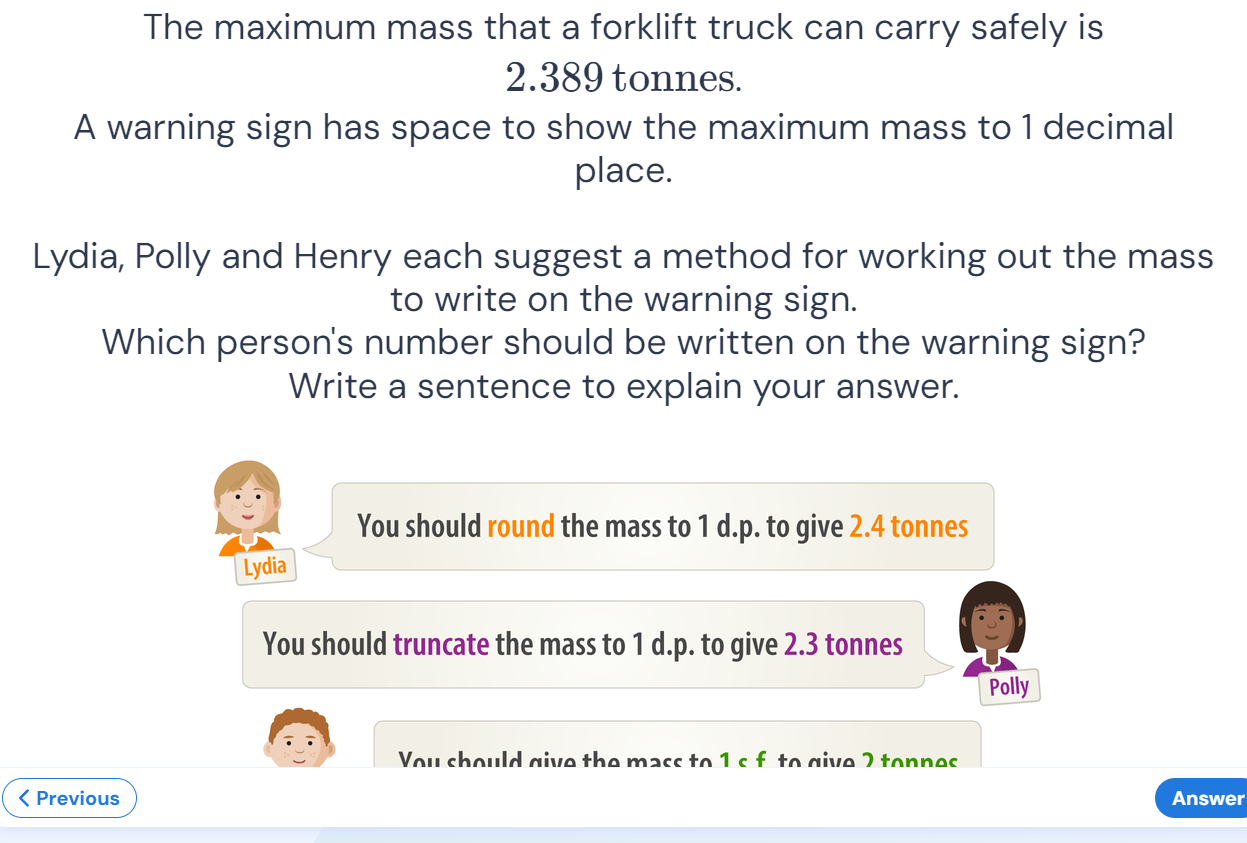 The maximum mass that a forklift truck can carry safely is
2.389 tonnes.
A warning sign has space to show the maximum mass to 1 decimal
place.
Lydia, Polly and Henry each suggest a method for working out the mass
to write on the warning sign.
Which person's number should be written on the warning sign?
Write a sentence to explain your answer.
You should round the mass to 1 d.p. to give 2.4 tonnes
Lydia
You should truncate the mass to 1 d.p. to give 2.3 tonnes
Polly
You should give the mass to 1 s.f. to give 2 tonnes
Previous
Answer